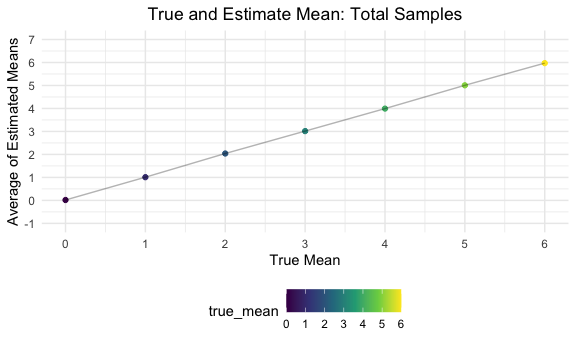 True and Estimate Mean: Total Samples
Average of Estimated Means
7
6
5
4
3
2
1
0
-1
0 1 2 3 4 5 6
True Mean
true_mean
0 1 2 3 4 5 6